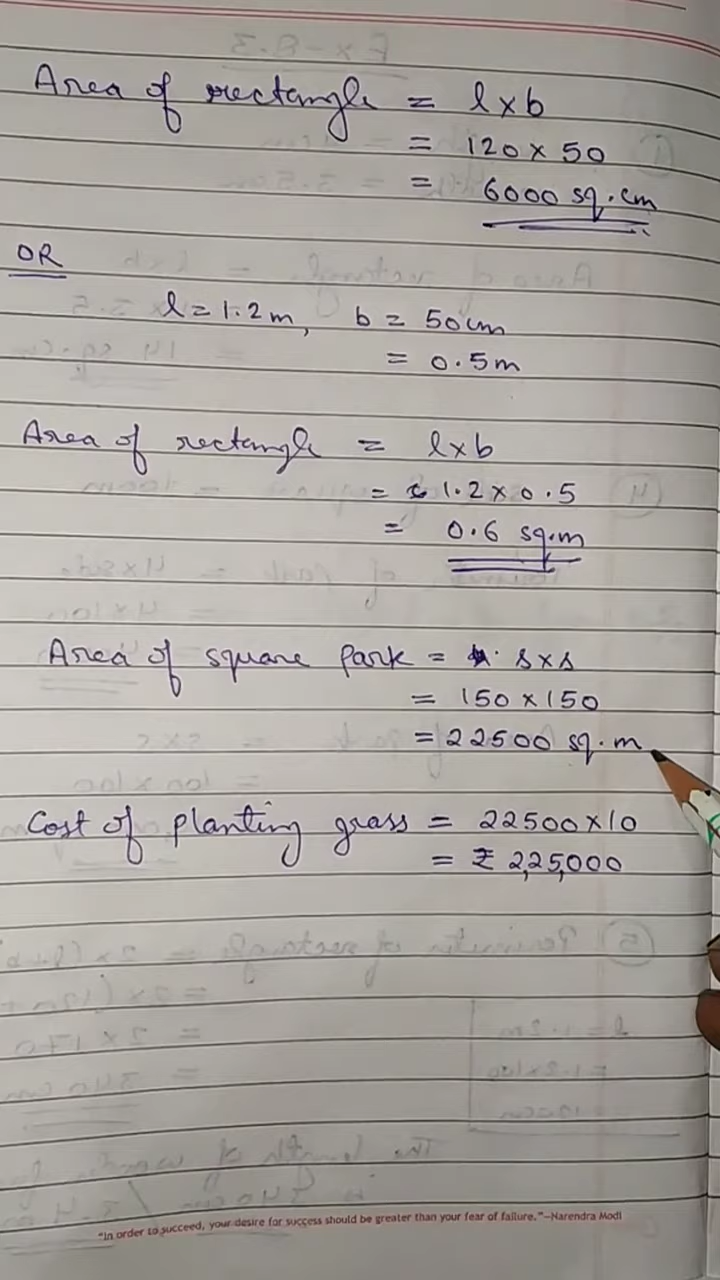 Area of rectangle = l x b
= 120 x 50
= 6000 sq.cm
OR
l = 1.2 m, b = 50 cm
= 0.5 m
Area of rectangle = l x b
= 1.2 x 0.5
= 0.6 sq.m
Area of square park = s x s
= 150 x 150
= 22500 sq.m
Cost of planting grass = 22500 x 10
= ₹ 2,25,000
"In order to succeed, your desire for success should be greater than your fear of failure."—Narendra Modi